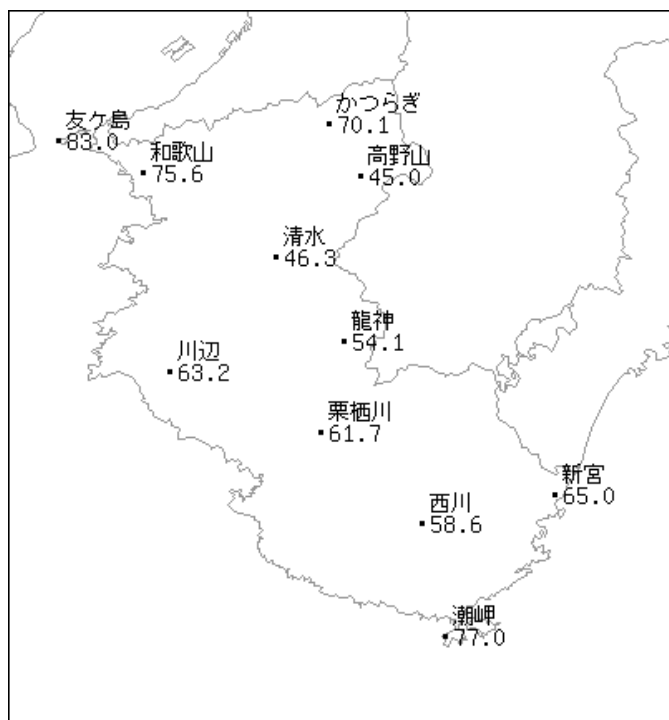 かつらぎ
70.1
友ケ島
83.0
和歌山
75.6
高野山
45.0
清水
46.3
龍神
54.1
川辺
63.2
栗栖川
61.7
新宮
65.0
西川
58.6
潮岬
77.0